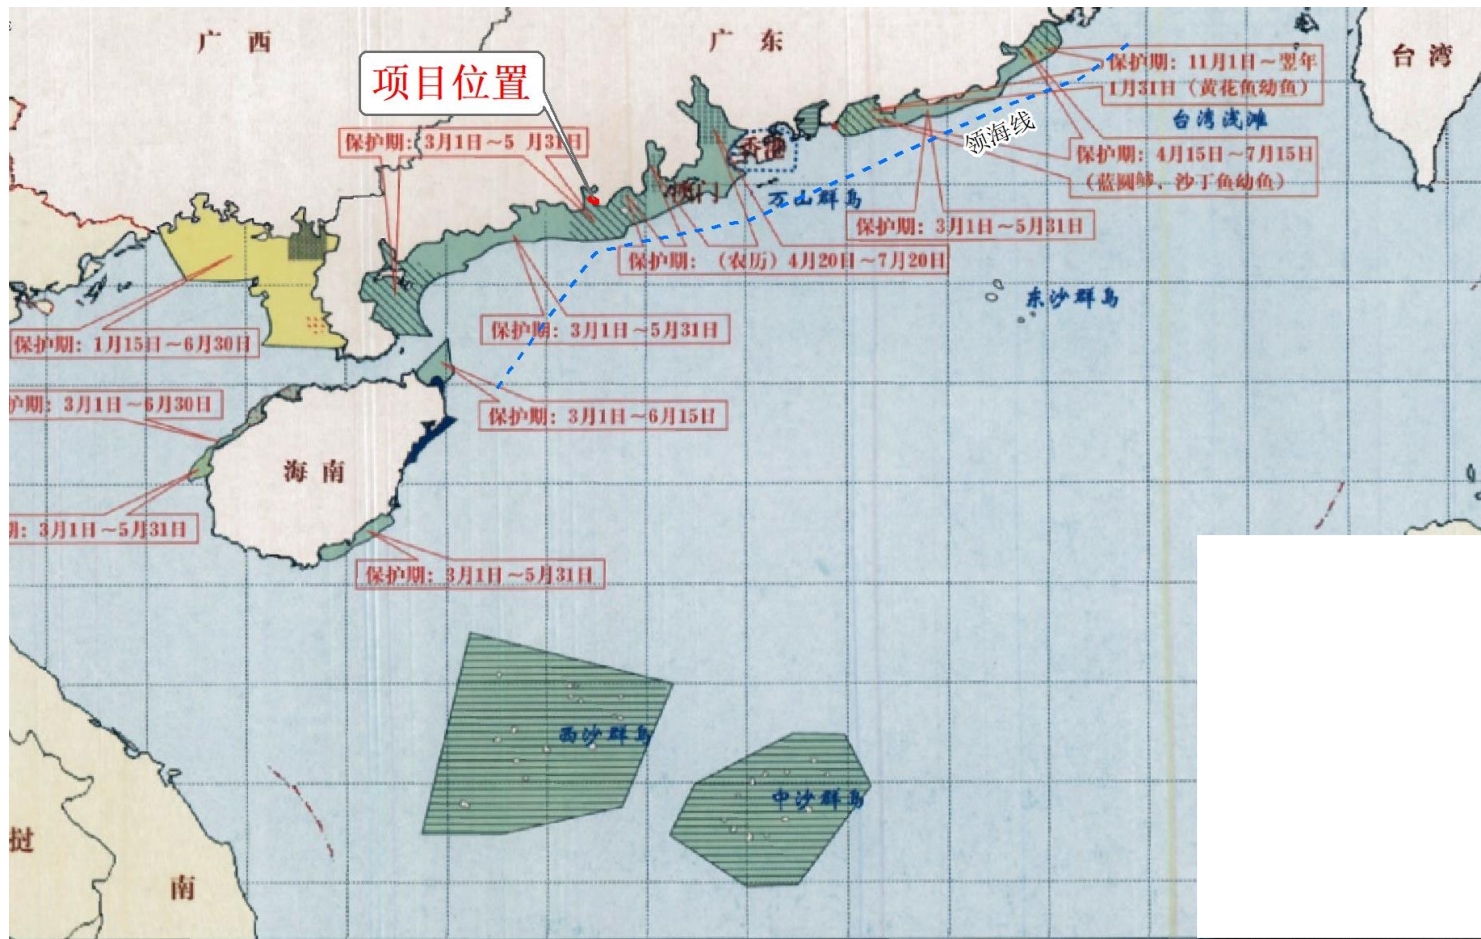 广 西
广 东
台 湾
项目位置
保护期: 11月1日～翌年
1月31日 (黄花鱼幼鱼)
台湾浅滩
保护期: 3月1日～5 月31日
领海线
香港
保护期: 4月15日～7月15日
(蓝圆鲹、沙丁鱼幼鱼)
澳门
万山群岛
保护期: 3月1日～5月31日
保护期: (农历) 4月20日～7月20日
东沙群岛
保护期: 3月1日～5月31日
保护期: 1月15日～6月30日
护期: 3月1日～6月30日
保护期: 3月1日～6月15日
海 南
期: 3月1日～5月31日
保护期: 3月1日～5月31日
西沙群岛
中沙群岛
挝
南